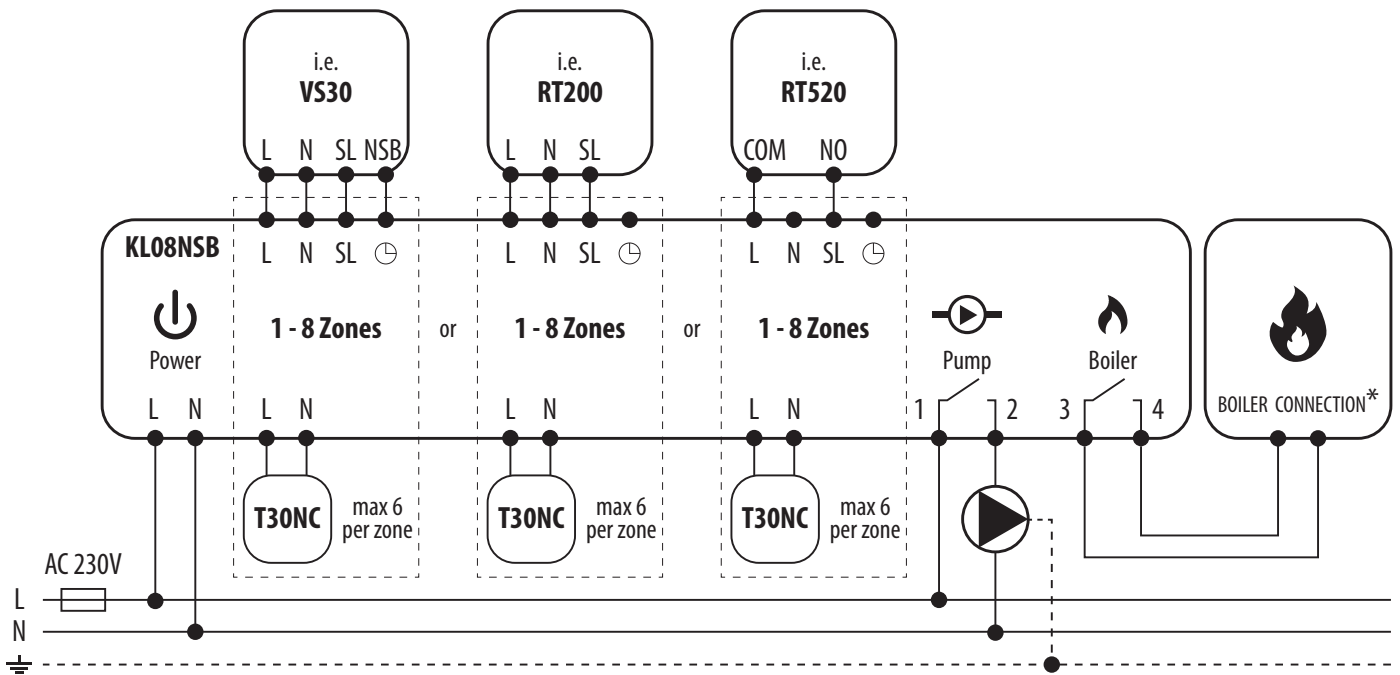 i.e.
VS30
L N SL NSB
i.e.
RT200
L N SL
i.e.
RT520
COM NO
KL08NSB
L N SL
L N SL
L N SL
Power
1 - 8 Zones
or
1 - 8 Zones
or
1 - 8 Zones
Pump
Boiler
BOILER CONNECTION*
L N
L N
L N
L N
1 2
3 4
T30NC
max 6
per zone
T30NC
max 6
per zone
T30NC
max 6
per zone
AC 230V
L
N